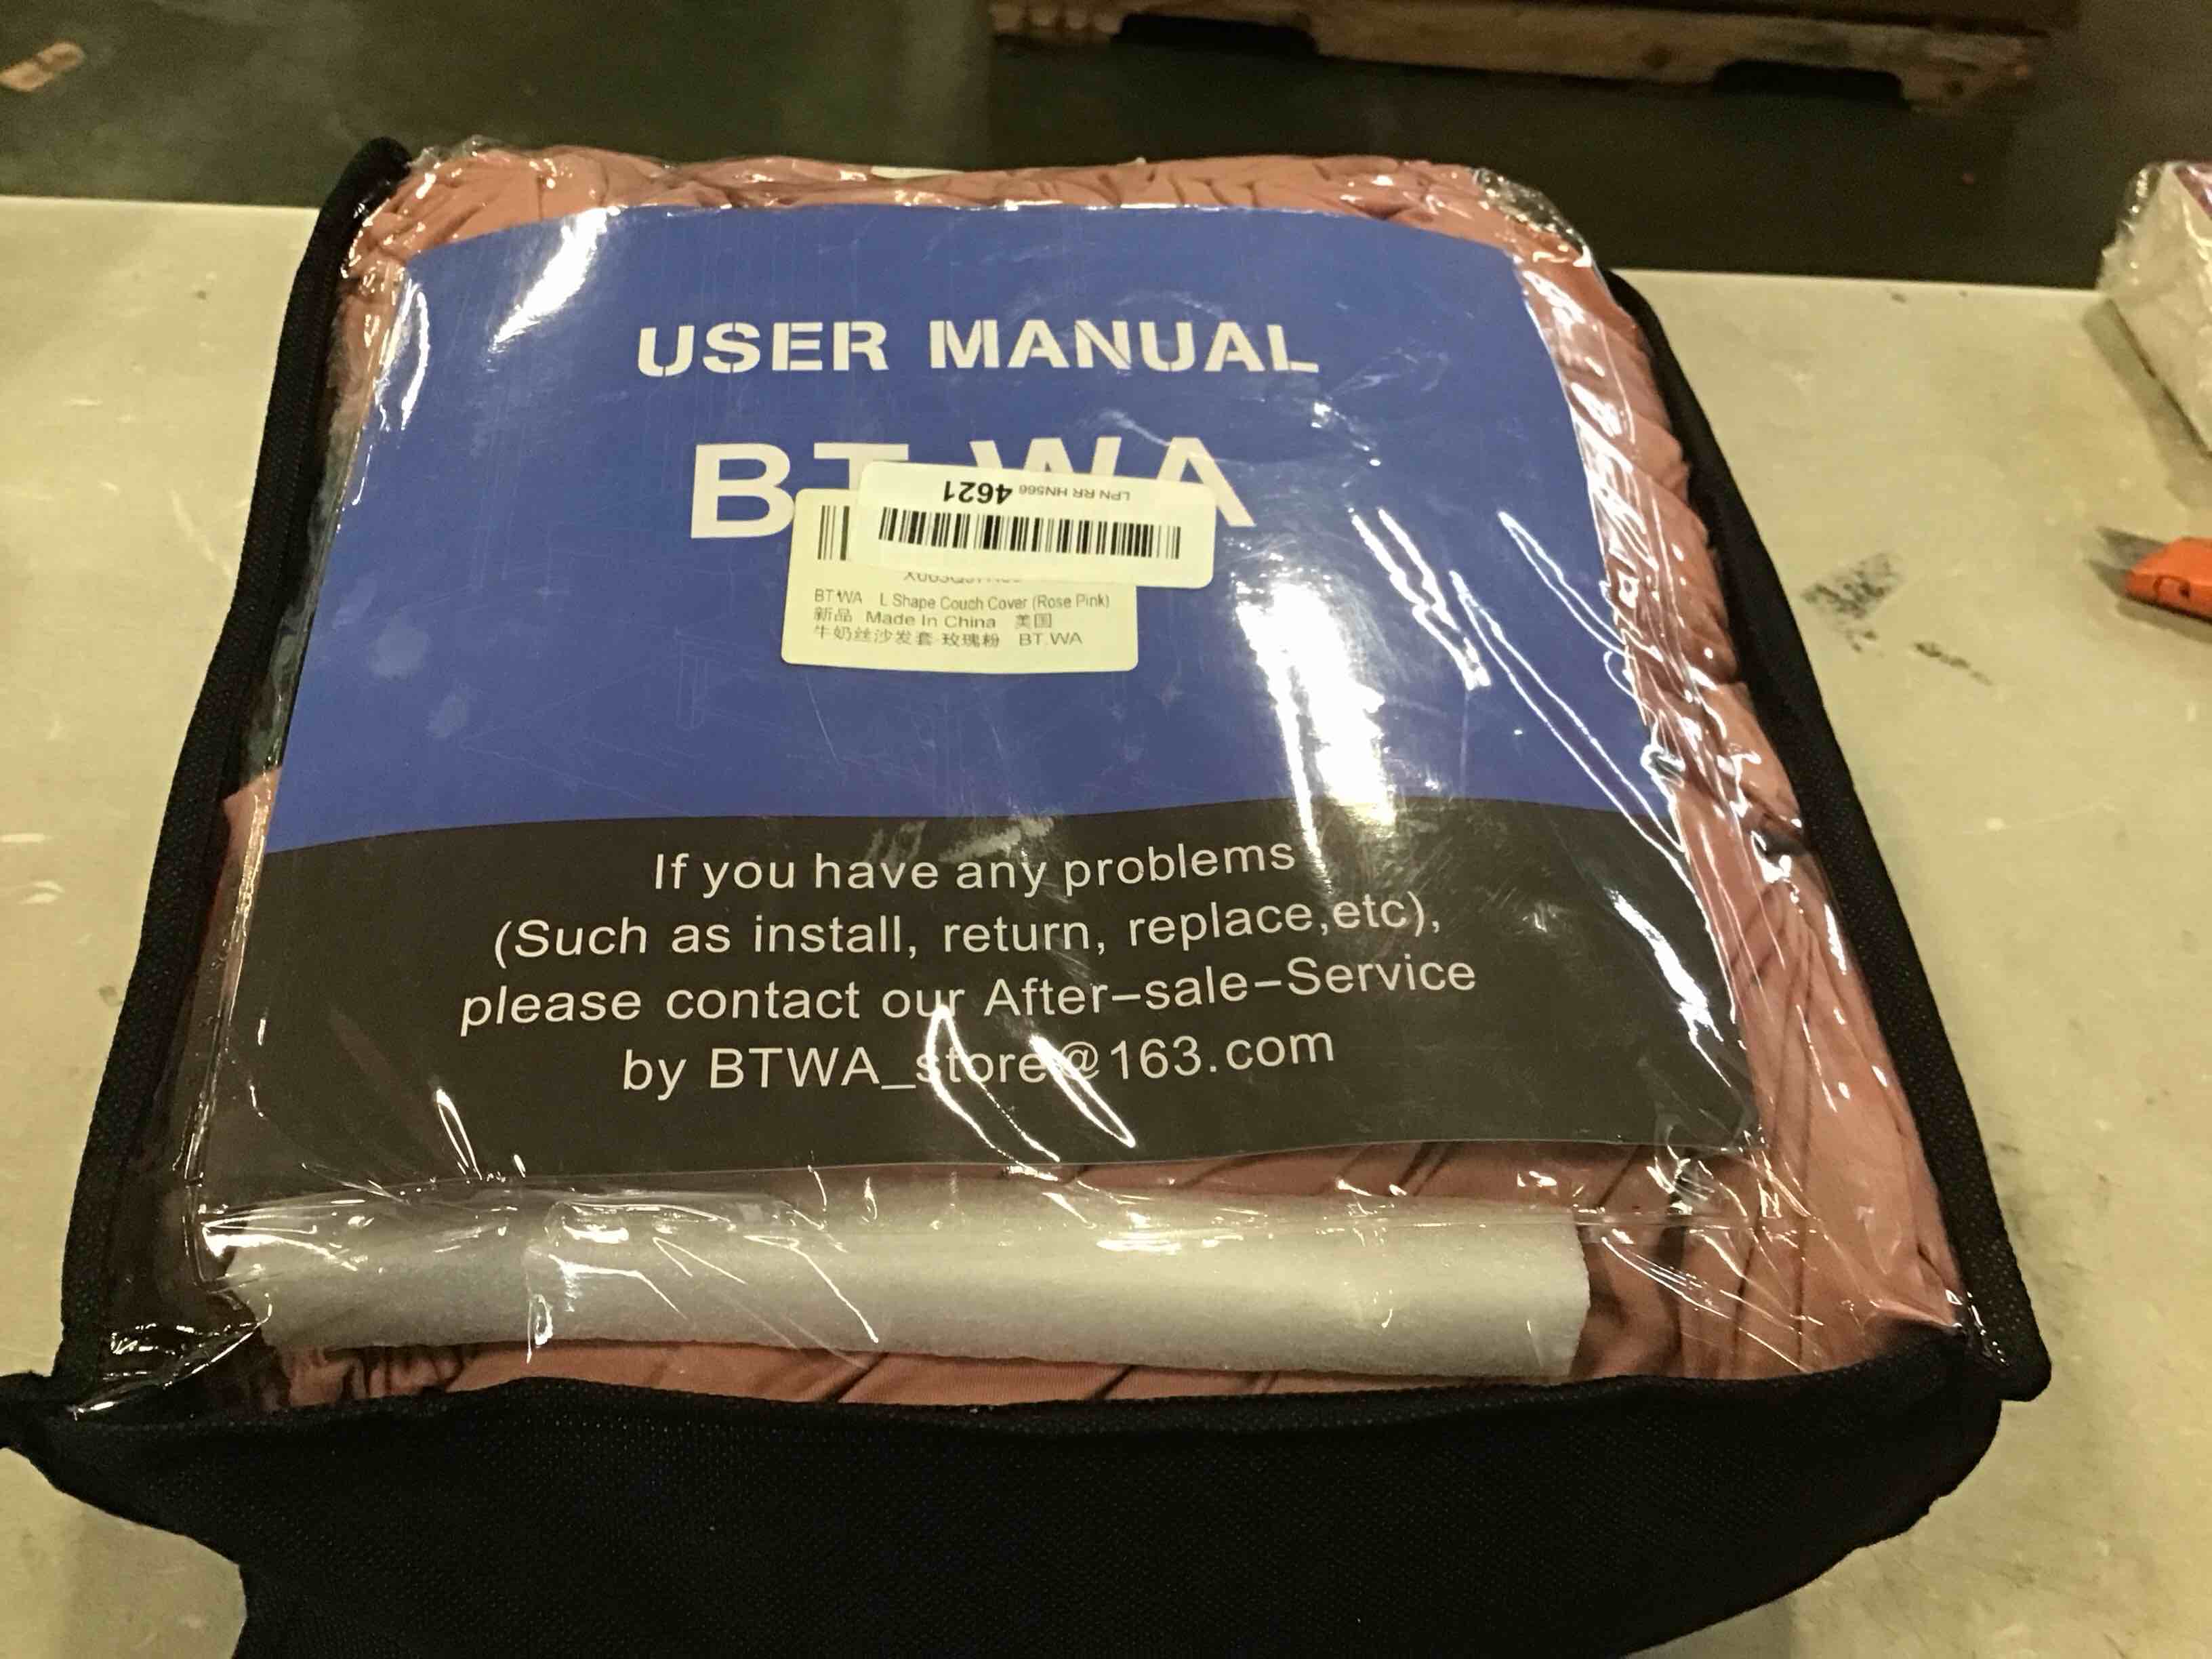 USER MANUAL
BT.WA
LPN RR HN566 4621
BT.WA L Shape Couch Cover (Rose Pink)
新品 Made In China 美国
牛奶丝沙发套-玫瑰粉 BT.WA
If you have any problems
(Such as install, return, replace,etc),
please contact our After-sale-Service
by BTWA_store@163.com